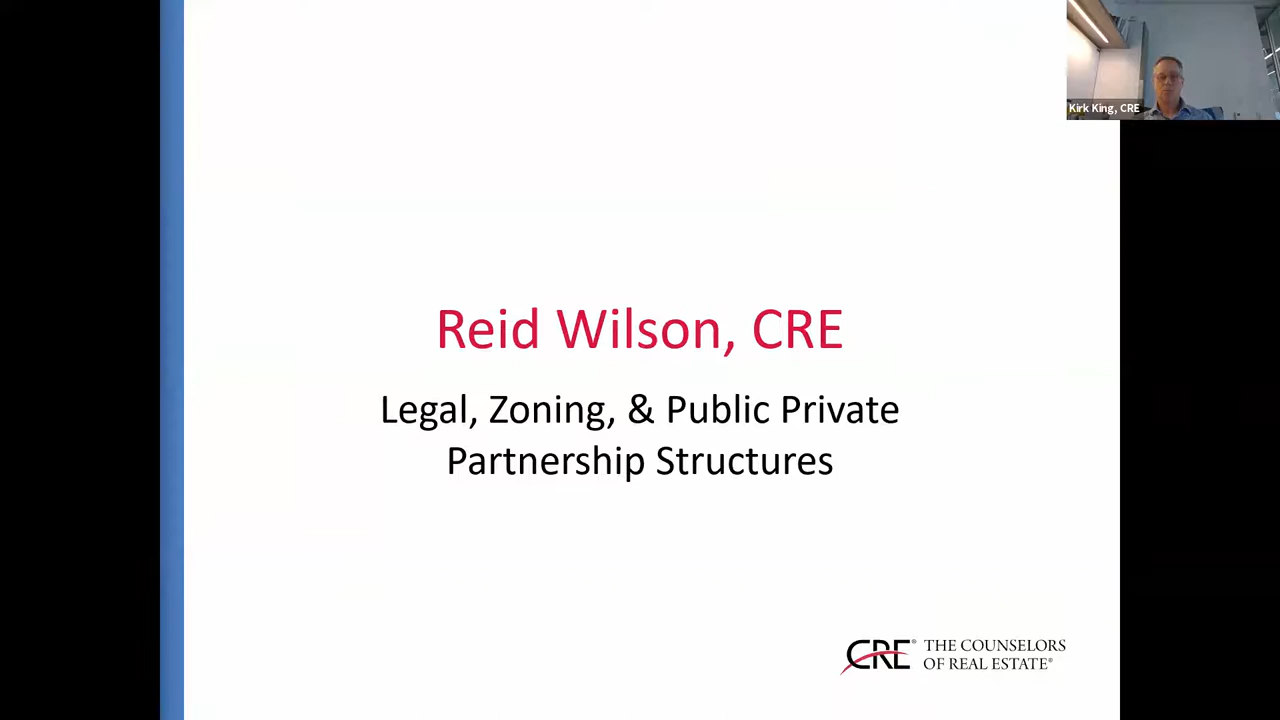 Kirk King, CRE
Reid Wilson, CRE
Legal, Zoning, & Public Private
Partnership Structures
CRE® THE COUNSELORS
OF REAL ESTATE®